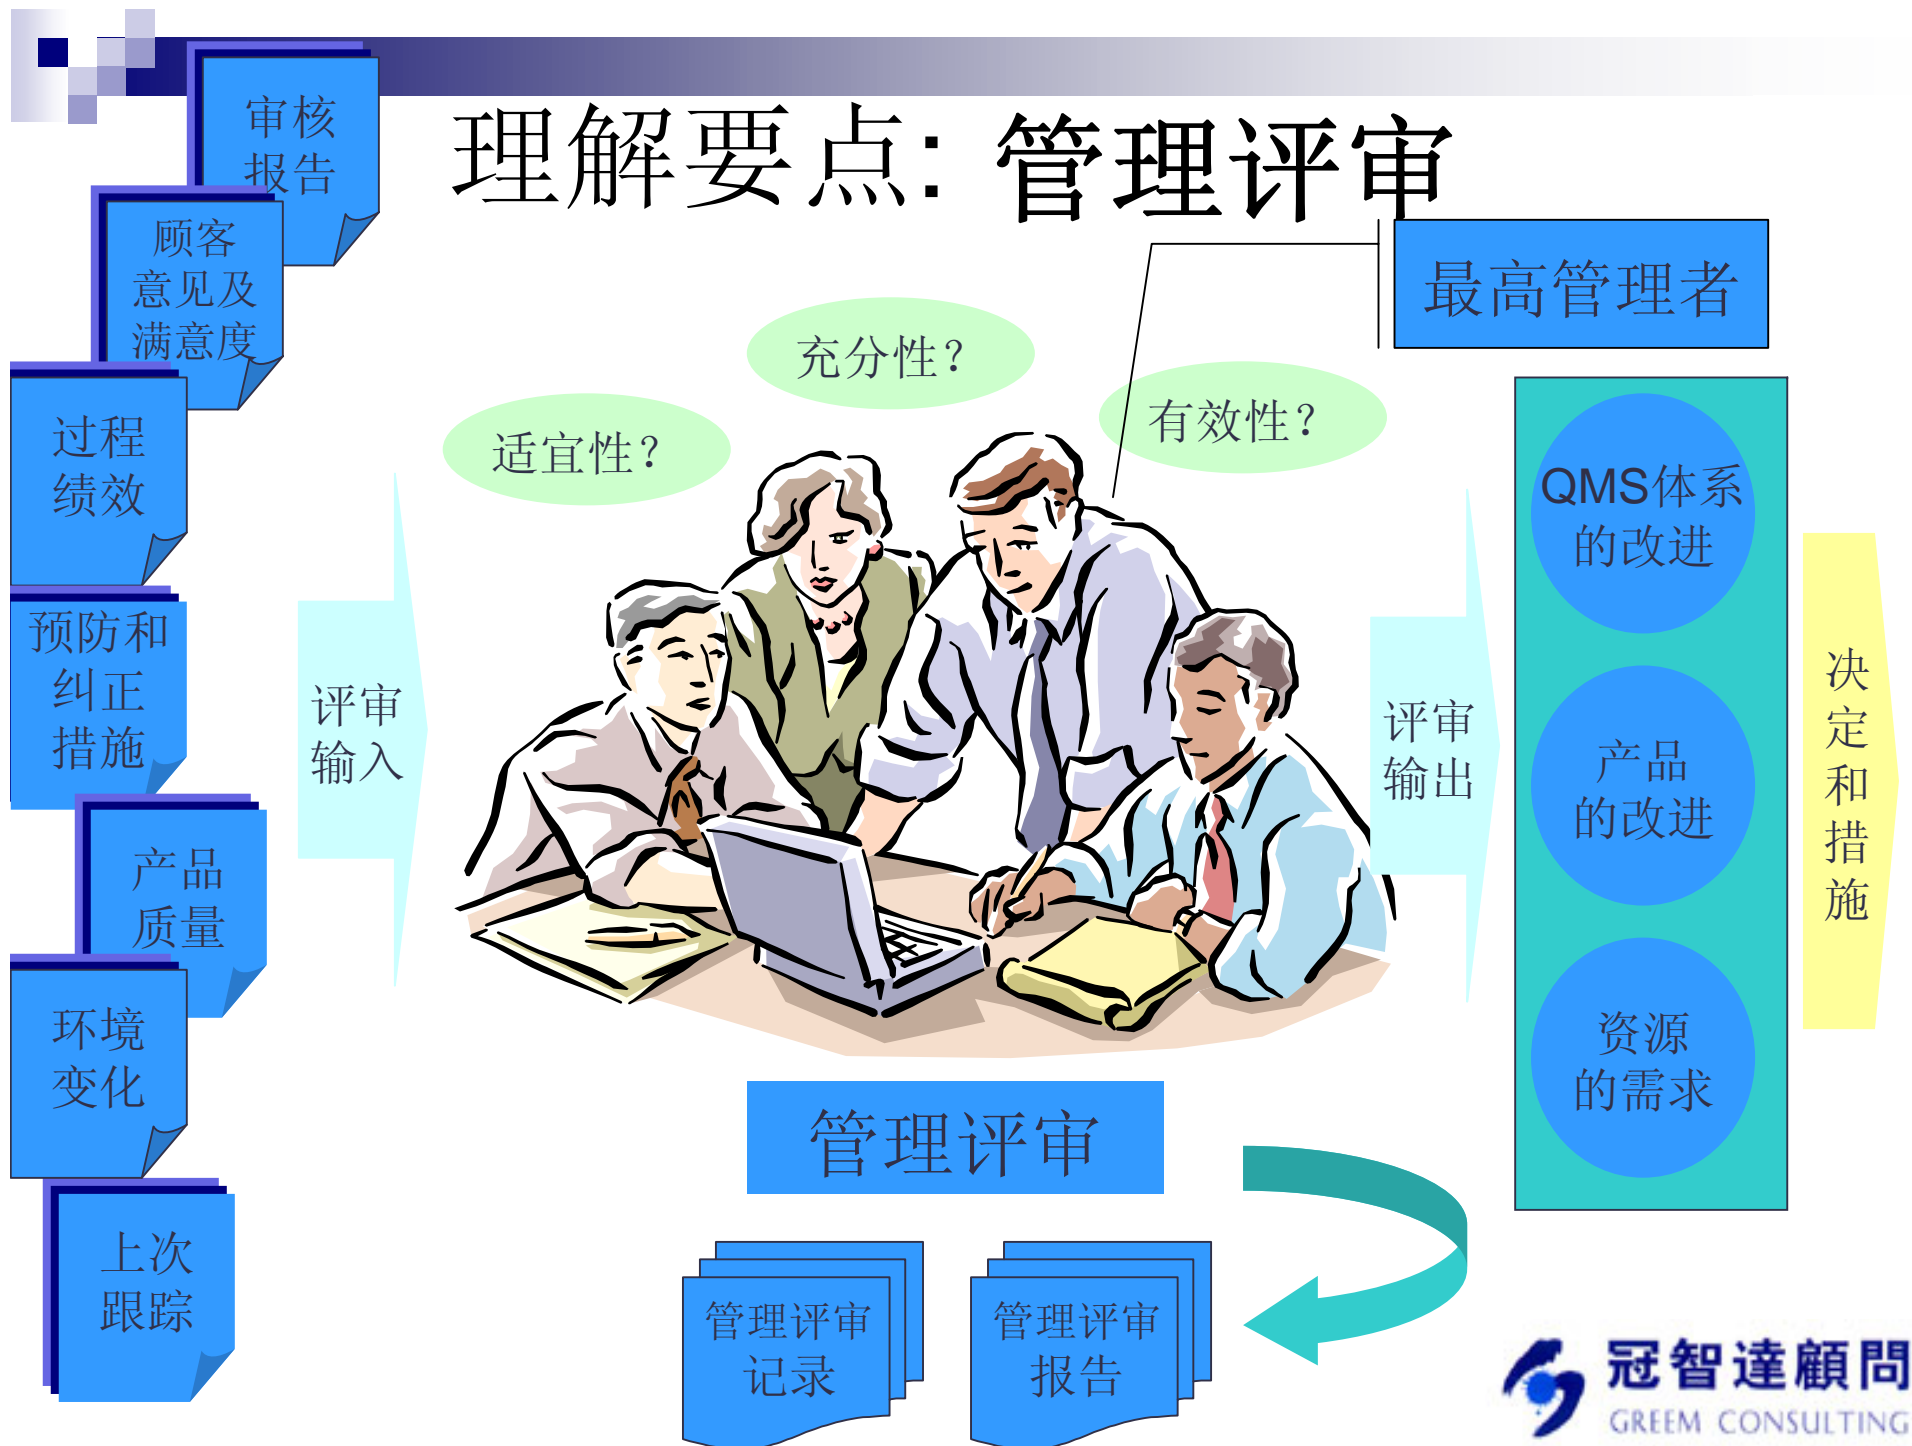 理解要点: 管理评审
审核
报告
顾客
意见及
满意度
过程
绩效
预防和
纠正
措施
产品
质量
环境
变化
上次
跟踪
评审
输入
适宜性?
充分性?
有效性?
最高管理者
评审
输出
QMS体系
的改进
产品
的改进
资源
的需求
决
定
和
措
施
管理评审
管理评审
记录
管理评审
报告
冠智達顧問
GREEM CONSULTING